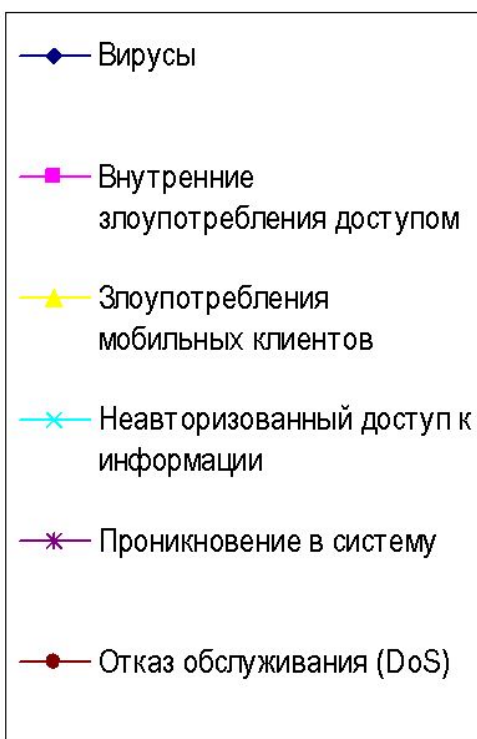 Вирусы
Внутренние
злоупотребления доступом
Злоупотребления
мобильных клиентов
Неавторизованный доступ к
информации
Проникновение в систему
Отказ обслуживания (DoS)